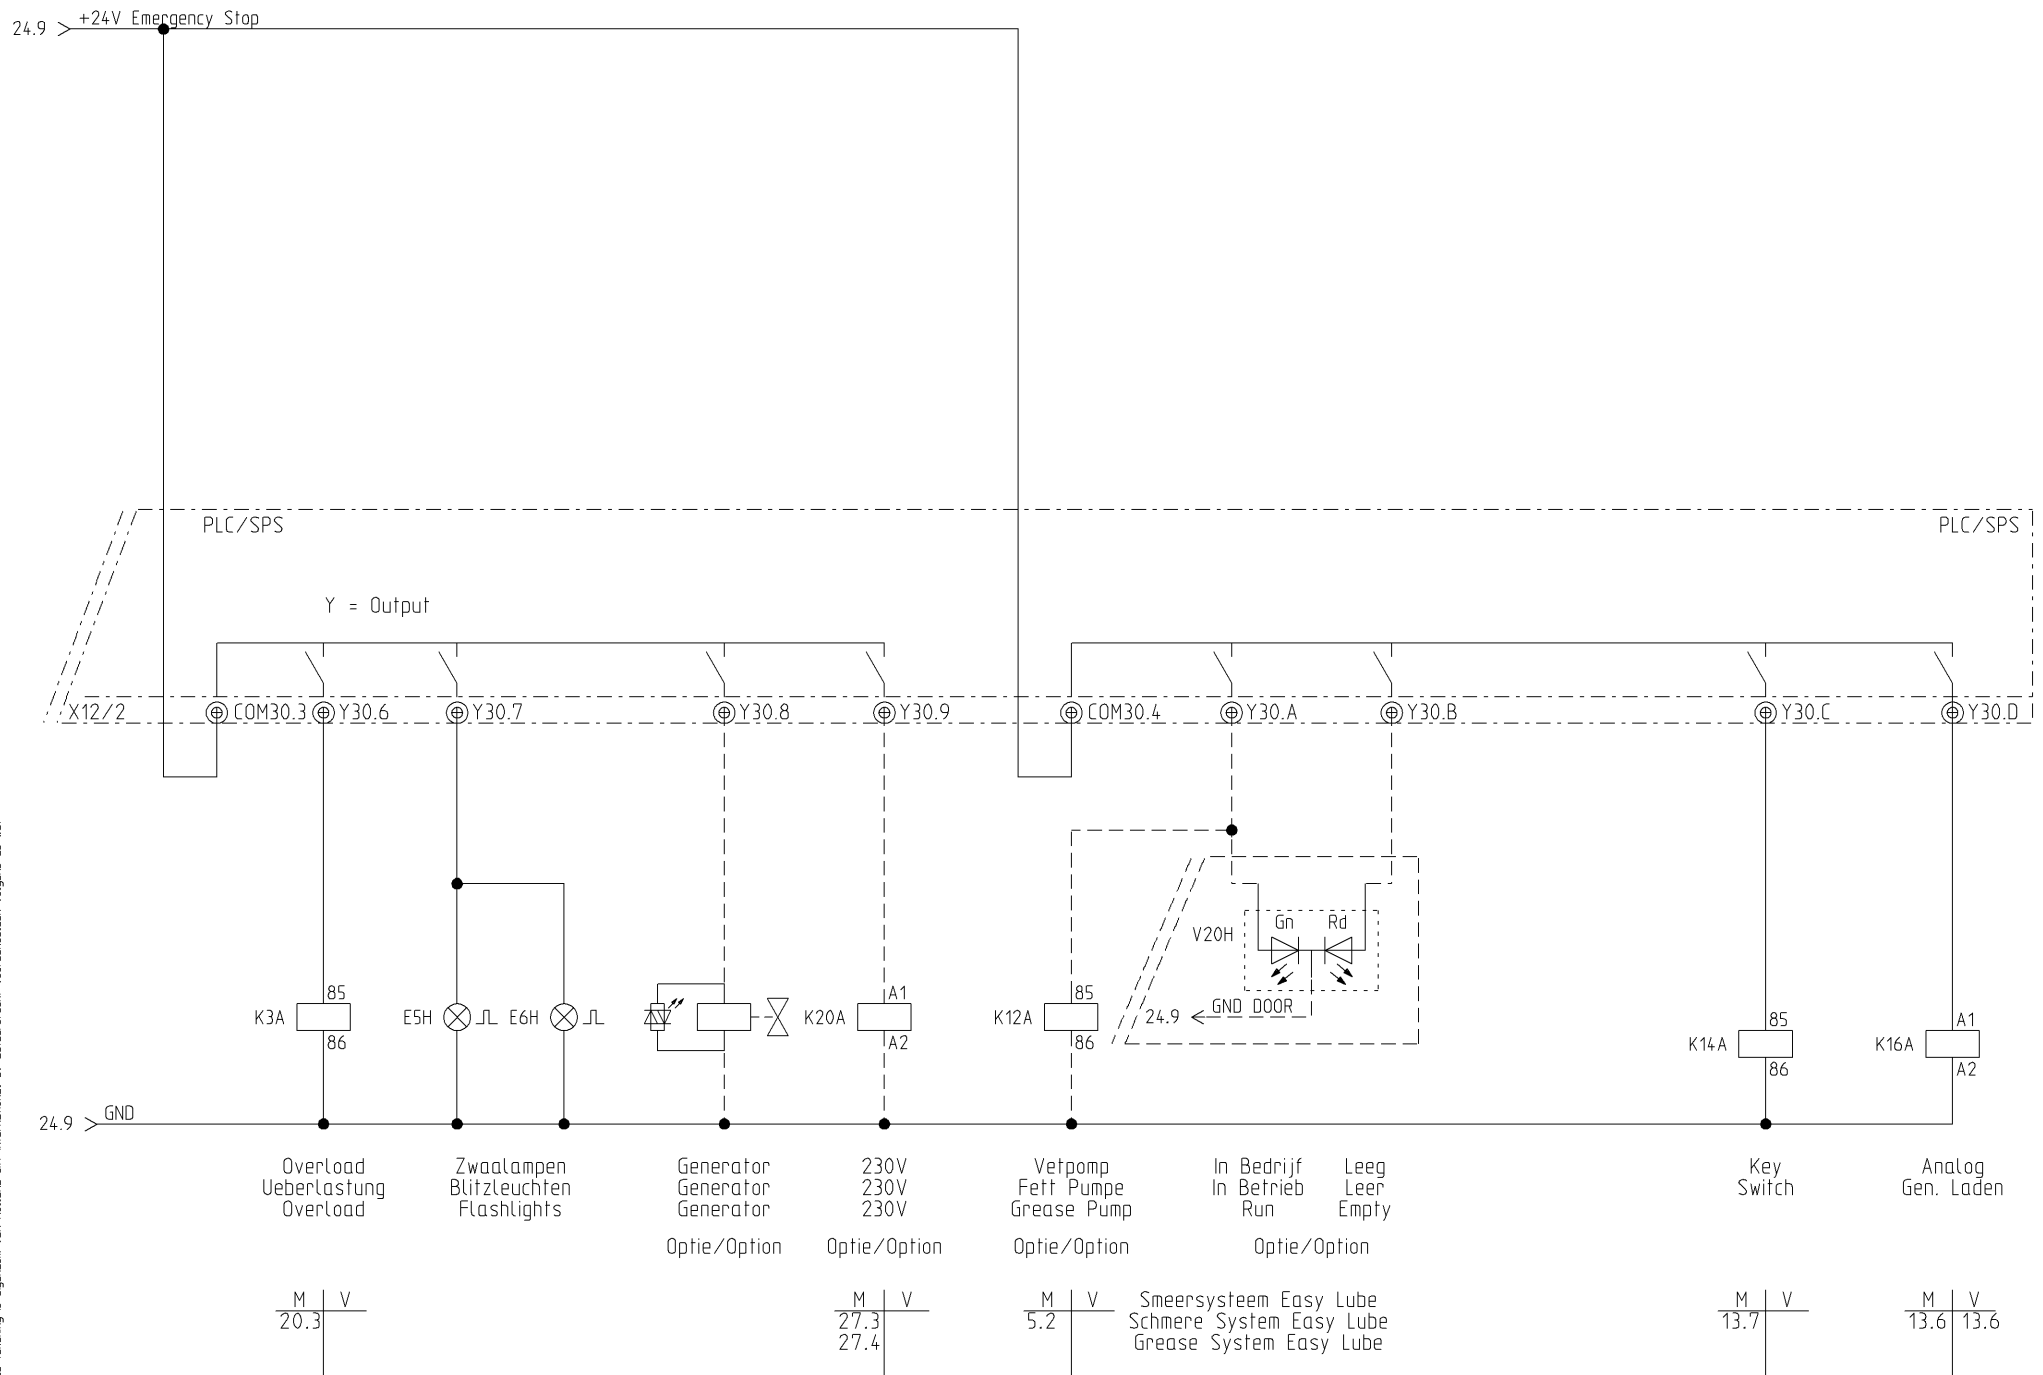 +24V Emergency Stop
24.9
PLC/SPS
PLC/SPS
Y = Output
X12/2
COM30.3
Y30.6
Y30.7
Y30.8
Y30.9
COM30.4
Y30.A
Y30.B
Y30.C
Y30.D
Gn
Rd
V20H
85
K3A
86
E5H
E6H
A1
K20A
A2
85
K12A
86
GND DOOR
24.9
85
K14A
86
A1
K16A
A2
GND
24.9
Overload
Ueberlastung
Overload
Zwaalampen
Blitzleuchten
Flashlights
Generator
Generator
Generator
Optie/Option
230V
230V
230V
Optie/Option
Vetpomp
Fett Pumpe
Grease Pump
Optie/Option
In Bedrijf
In Betrieb
Run
Leeg
Leer
Empty
Optie/Option
Key
Switch
Analog
Gen. Laden
M V
20.3
M V
27.3
27.4
M V
5.2
Smeersysteem Easy Lube
Schmere System Easy Lube
Grease System Easy Lube
M V
13.7
M V
13.6 13.6